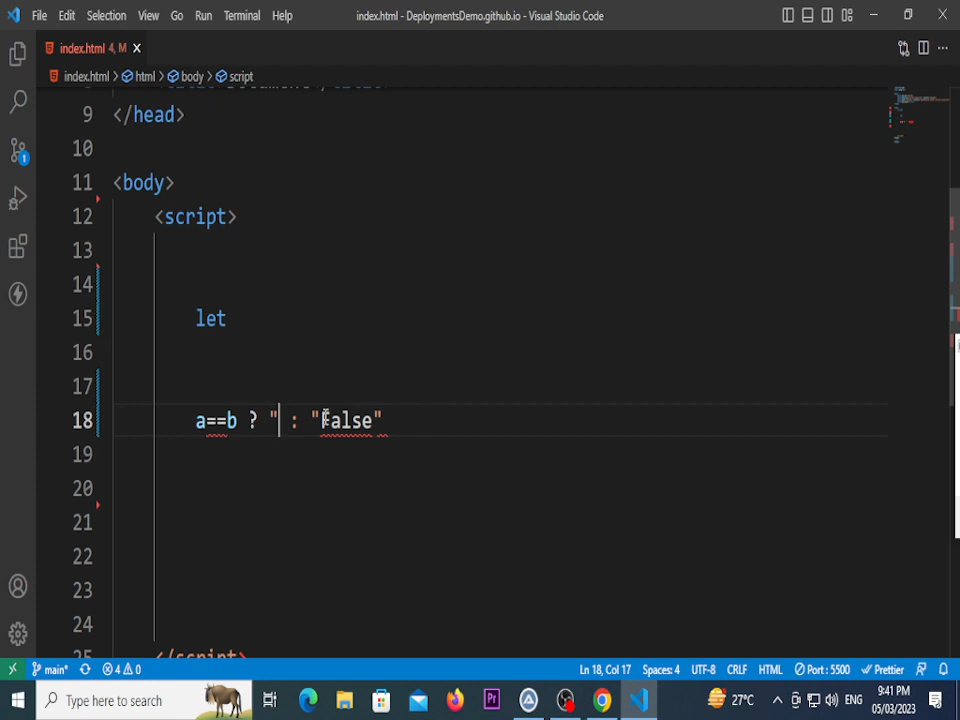 File Edit Selection View Go Run Terminal Help index.html - DeploymentsDemo.github.io - Visual Studio Code
index.html 4, M
index.html > html > body > script
9 </head>
10
11 <body>
12 <script>
13
14
15 let
16
17
18 a==b ? " : "False"
19
20
21
22
23
24
25 </script>
main* 4 0 Ln 18, Col 17 Spaces: 4 UTF-8 CRLF HTML Port : 5500 Prettier
1
Type here to search 27°C ENG 9:41 PM
05/03/2023